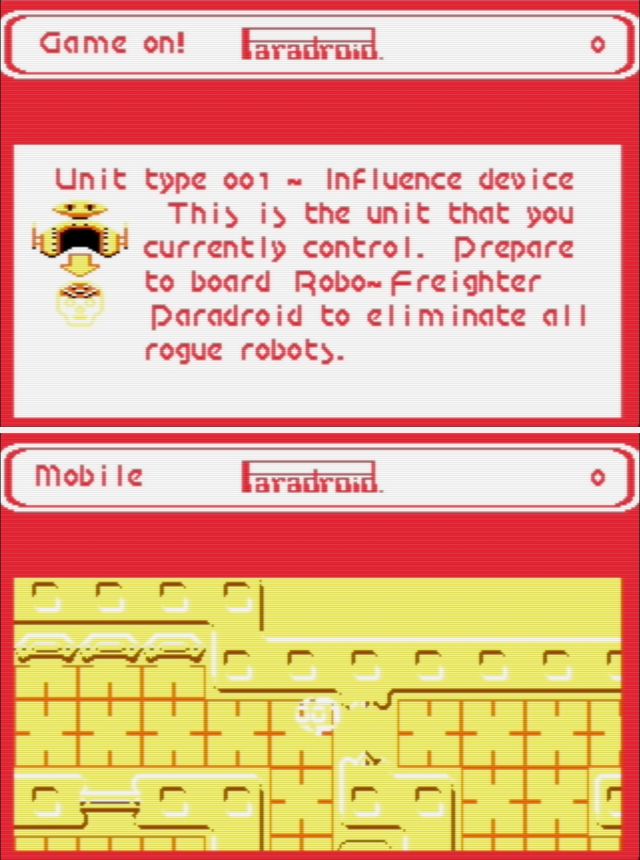 Game on!
Paradroid.
0
Unit type 001 ~ Influence device
This is the unit that you
currently control. Prepare
to board Robo~Freighter
Paradroid to eliminate all
rogue robots.
Mobile
Paradroid.
0